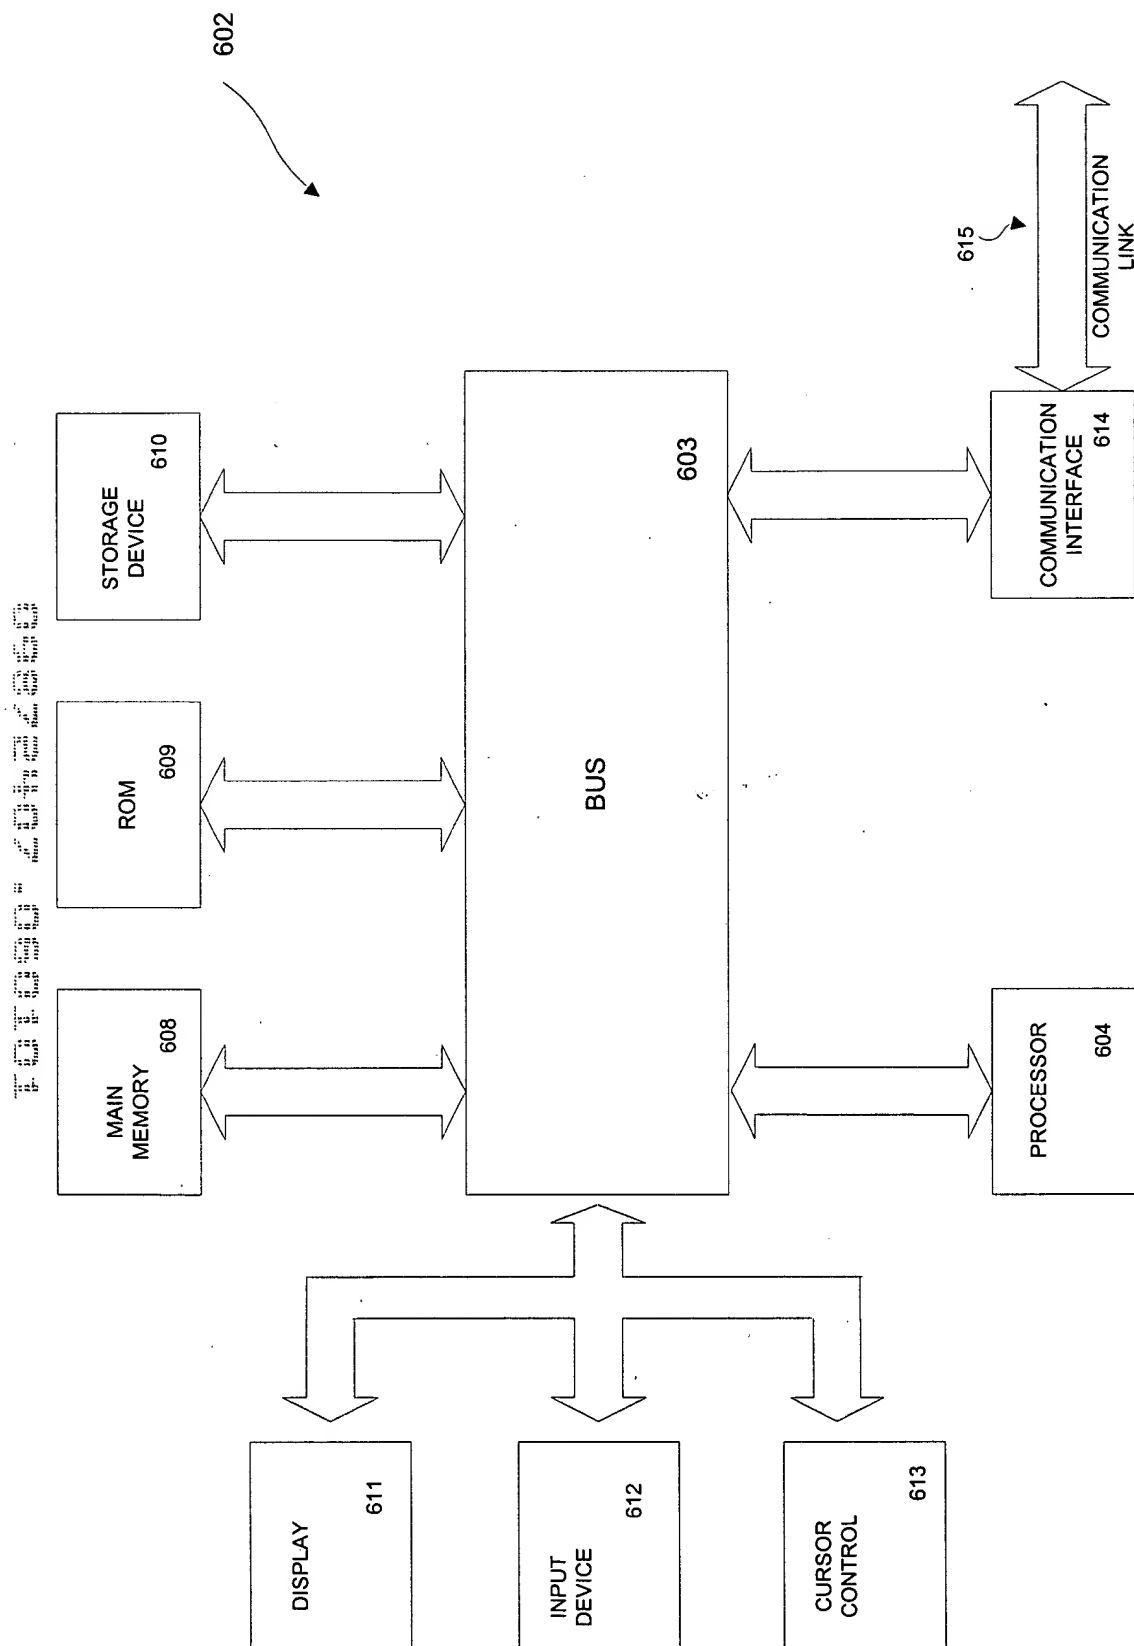 602
MAIN
MEMORY
608
ROM
609
STORAGE
DEVICE
610
DISPLAY
611
BUS
603
INPUT
DEVICE
612
CURSOR
CONTROL
613
615
PROCESSOR
604
COMMUNICATION
INTERFACE
614
COMMUNICATION
LINK